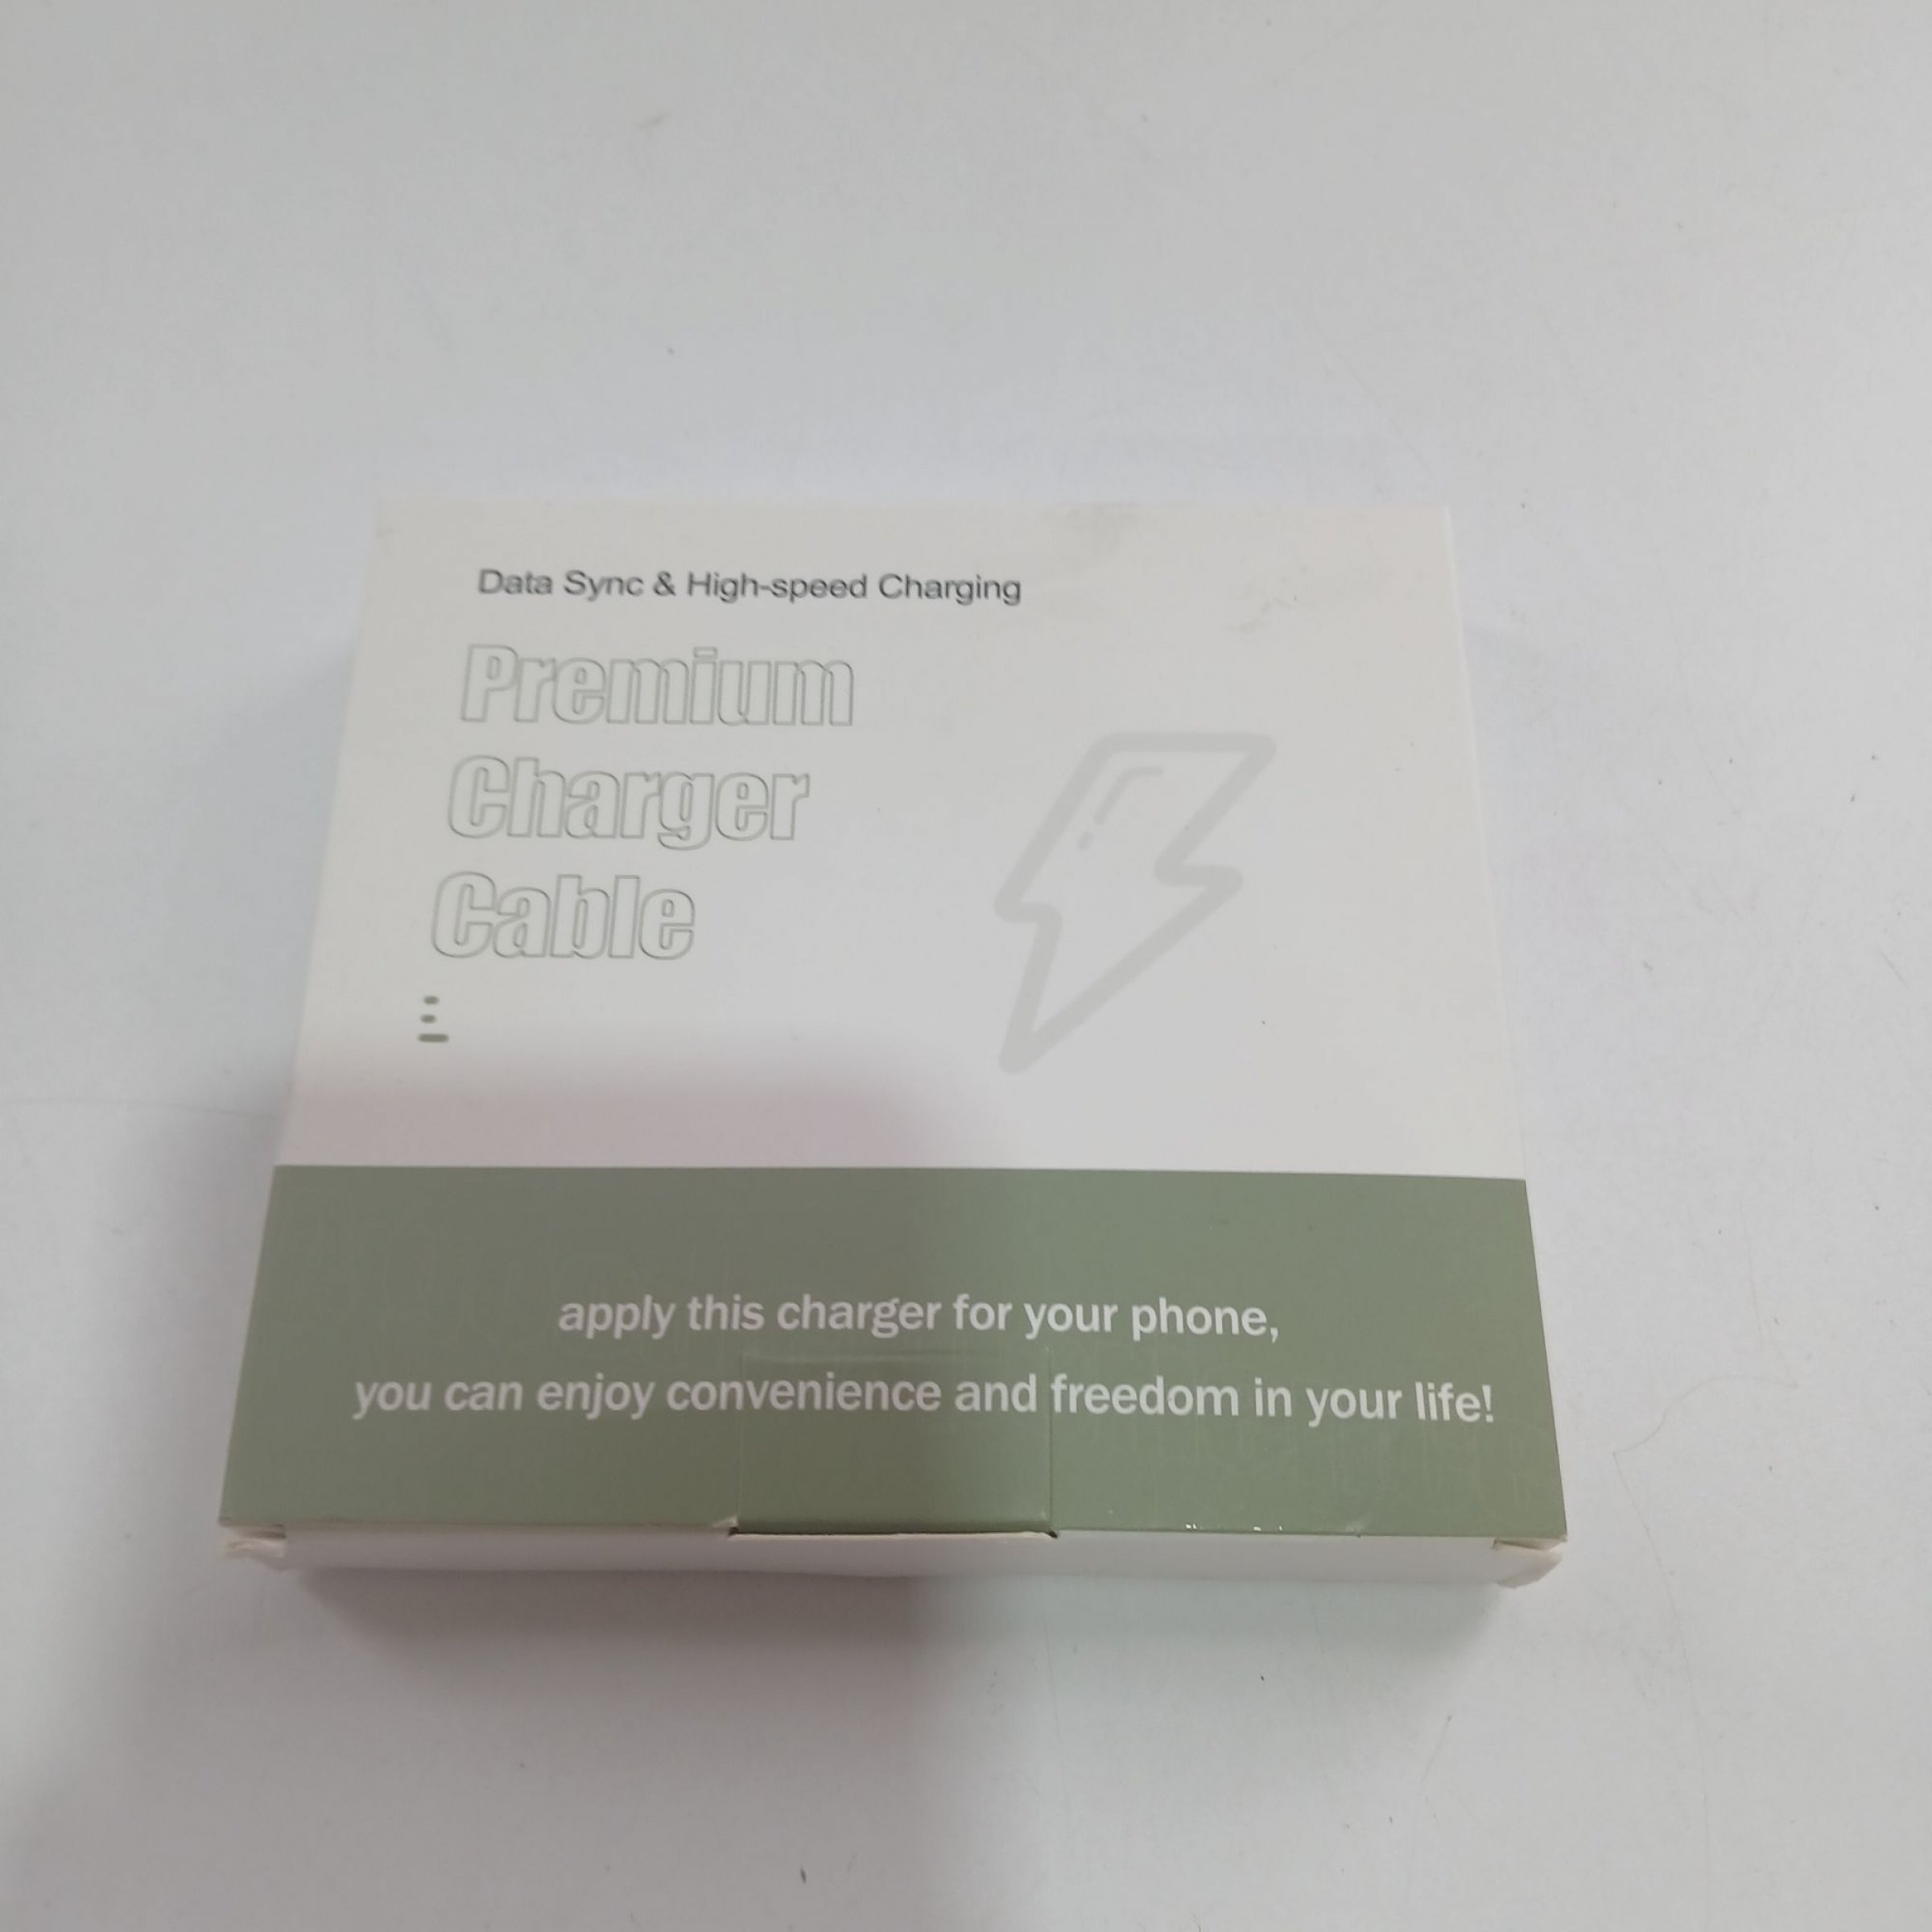 Data Sync & High-speed Charging
Premium
Charger
Cable
apply this charger for your phone,
you can enjoy convenience and freedom in your life!